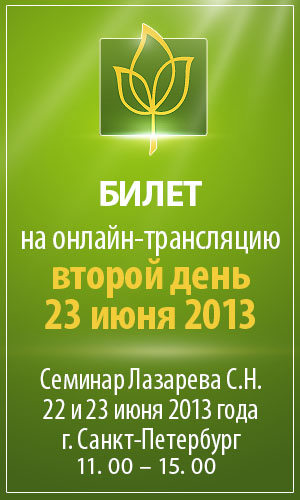 БИЛЕТ
на онлайн-трансляцию
второй день
23 июня 2013
Семинар Лазарева С.Н.
22 и 23 июня 2013 года
г. Санкт-Петербург
11. 00 – 15. 00